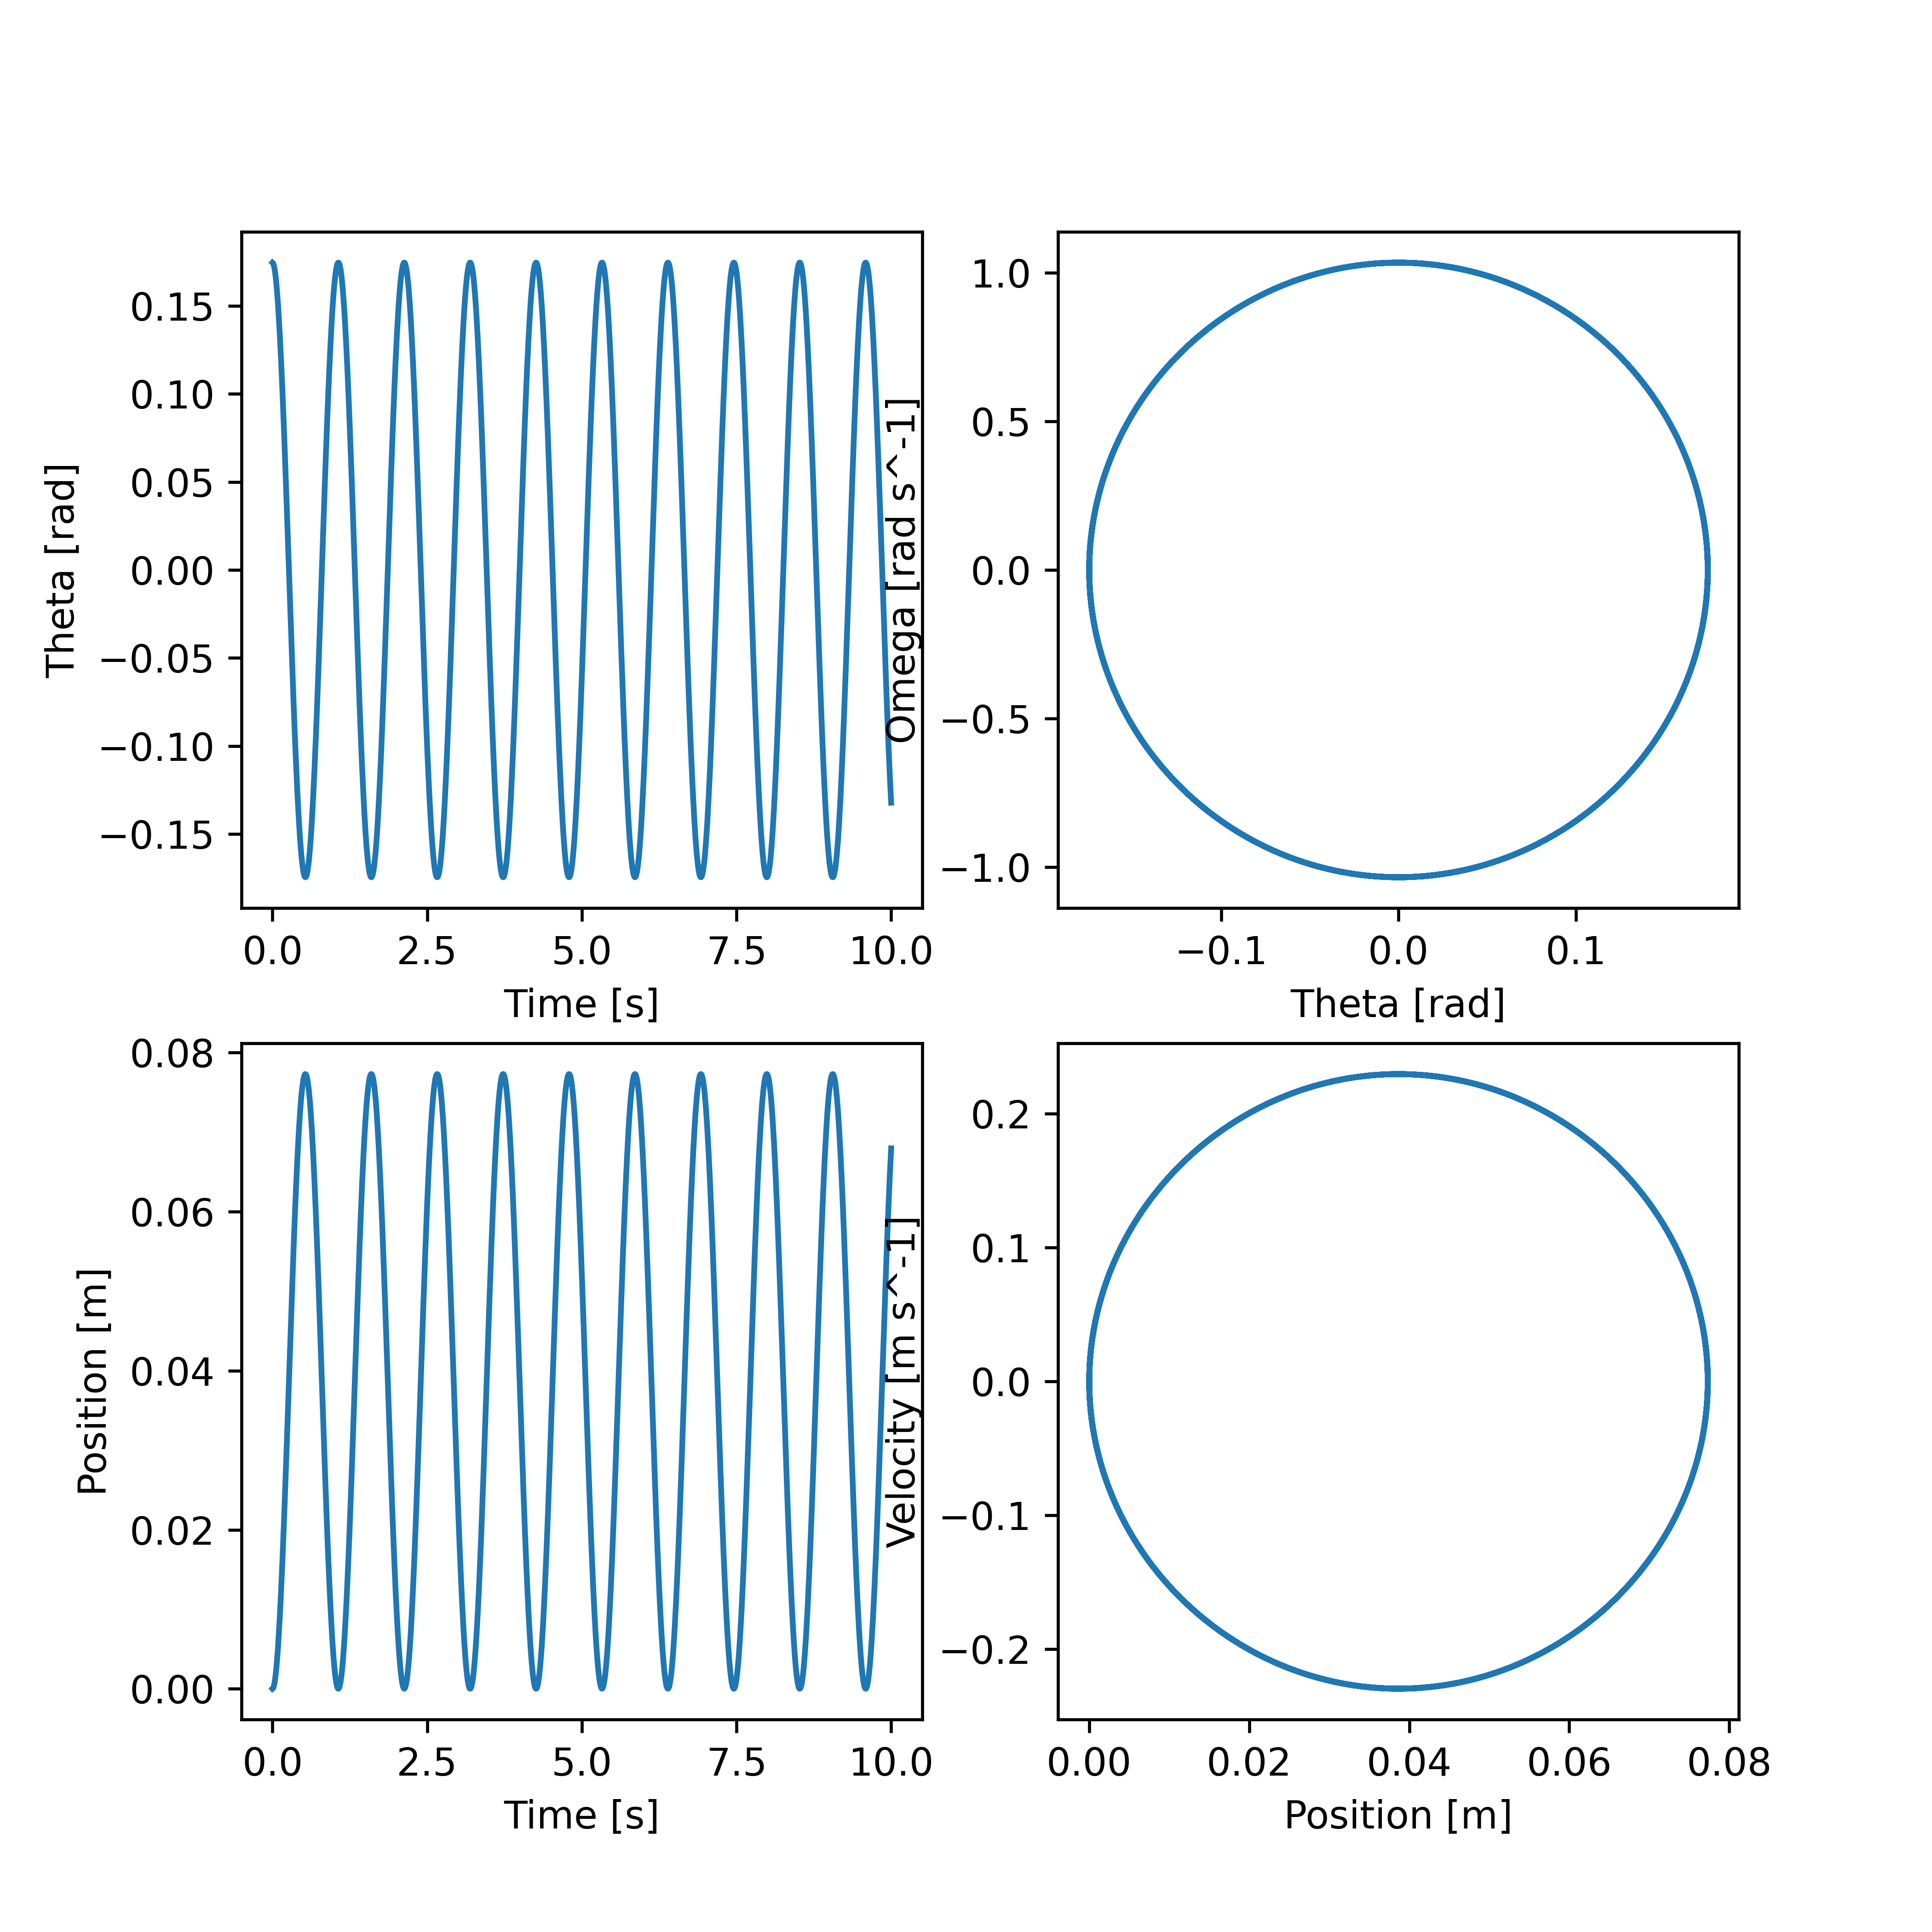 0.15
0.10
0.05
0.00
−0.05
−0.10
−0.15
Theta [rad]
0.0 2.5 5.0 7.5 10.0
Time [s]
1.0
0.5
0.0
−0.5
−1.0
Omega [rad s^-1]
−0.1 0.0 0.1
Theta [rad]
0.08
0.06
0.04
0.02
0.00
Position [m]
0.0 2.5 5.0 7.5 10.0
Time [s]
0.2
0.1
0.0
−0.1
−0.2
Velocity [m s^-1]
0.00 0.02 0.04 0.06 0.08
Position [m]